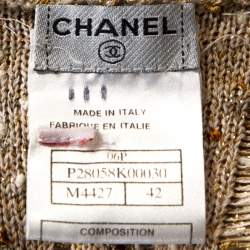 CHANEL
MADE IN ITALY
FABRIQUE EN ITALIE
06P
P28058K00030
M4427 42
COMPOSITION